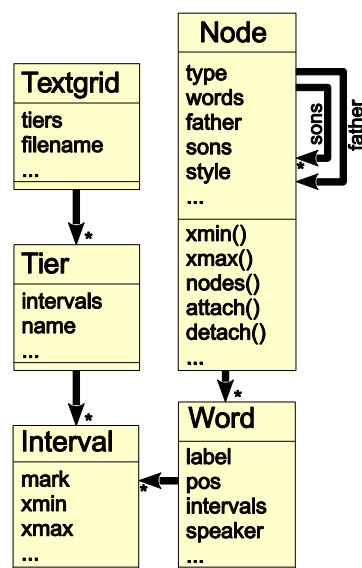 Textgrid
tiers
filename
...
*
Tier
intervals
name
...
*
Interval
mark
xmin
xmax
...
Node
type
words
father
sons
style
...
sons
*
father
xmin()
xmax()
nodes()
attach()
detach()
...
*
Word
label
pos
intervals
speaker
...
*